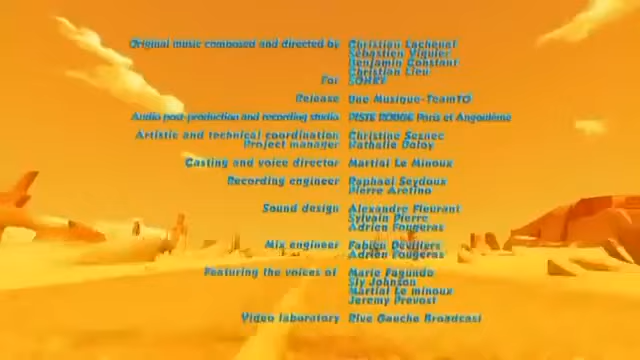 Original music composed and directed by Christian Lachenal
Sébastien Viguier
Benjamin Constant
Christian Lieu
For SOHRY
Release Une Musique-TeamTO
Audio post-production and recording studio PISTE ROUGE Paris et Angoulême
Artistic and technical coordination Christine
Project manager Nathalie
Casting and voice director Martial Le Minoux
Recording engineer Raphaël Seydoux
Pierre Aretino
Sound design Alexandre Fleurant
Sylvain Pierre
Adrien Fougeras
Mix engineer Fabien Devillers
Adrien Fougeras
Featuring the voices of Marie Facundo
Sly Johnson
Martial Le minoux
Jeremy Prevost
Video laboratory Rive Gauche Broadcast